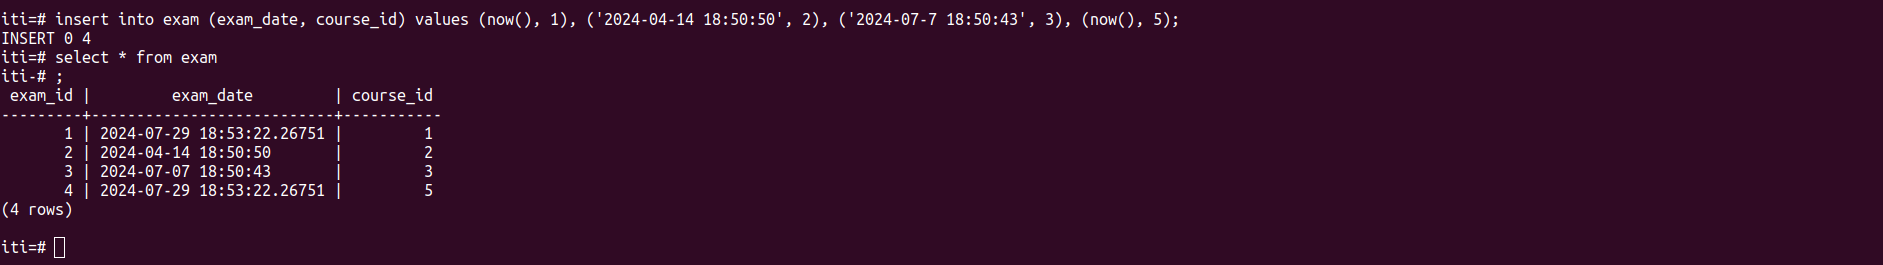 iti=# insert into exam (exam_date, course_id) values (now(), 1), ('2024-04-14 18:50:50', 2), ('2024-07-7 18:50:43', 3), (now(), 5);
INSERT 0 4
iti=# select * from exam
iti-# ;
 exam_id |         exam_date         | course_id
---------+---------------------------+-----------
       1 | 2024-07-29 18:53:22.26751 |         1
       2 | 2024-04-14 18:50:50       |         2
       3 | 2024-07-07 18:50:43       |         3
       4 | 2024-07-29 18:53:22.26751 |         5
(4 rows)
iti=#